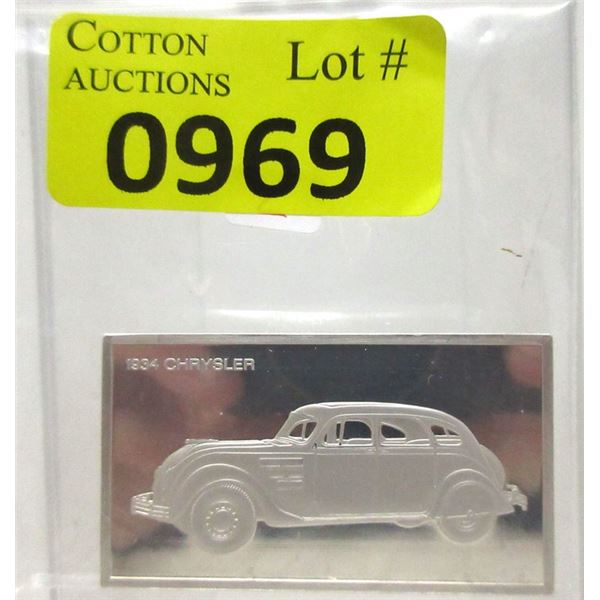 COTTON
AUCTIONS
Lot #
0969
1934 CHRYSLER